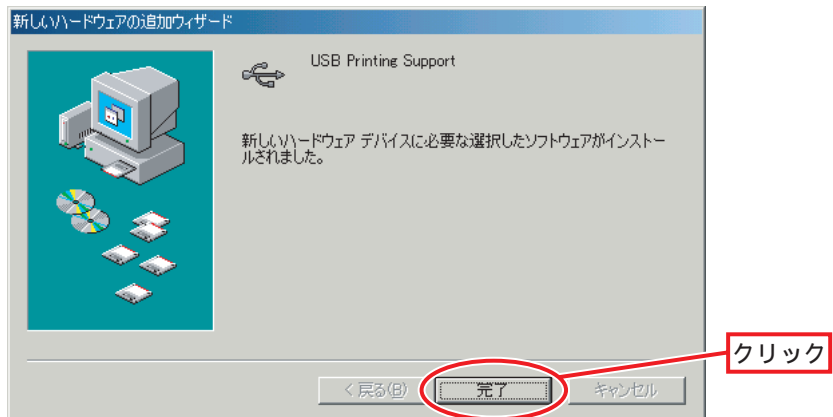 新しいハードウェアの追加ウィザード
USB Printing Support
新しいハードウェア デバイスに必要な選択したソフトウェアがインストー
ルされました。
クリック
< 戻る(B)
完了
キャンセル